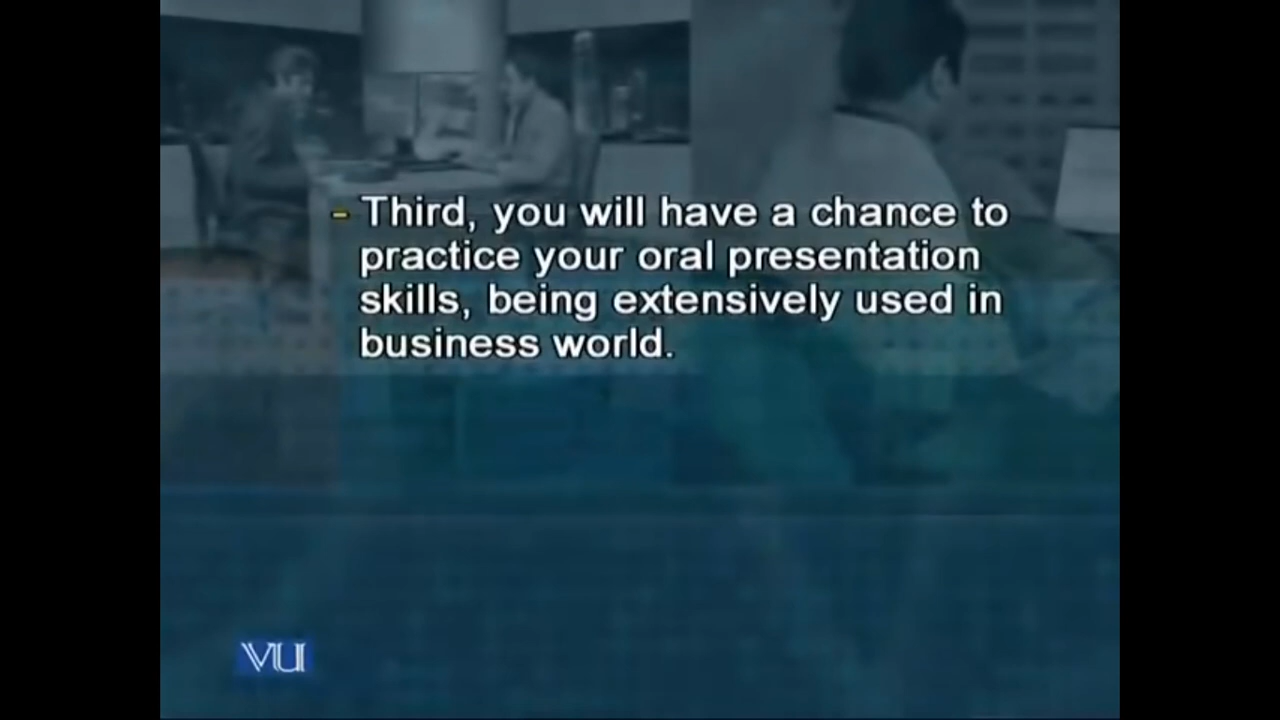 - Third, you will have a chance to
practice your oral presentation
skills, being extensively used in
business world.
VU